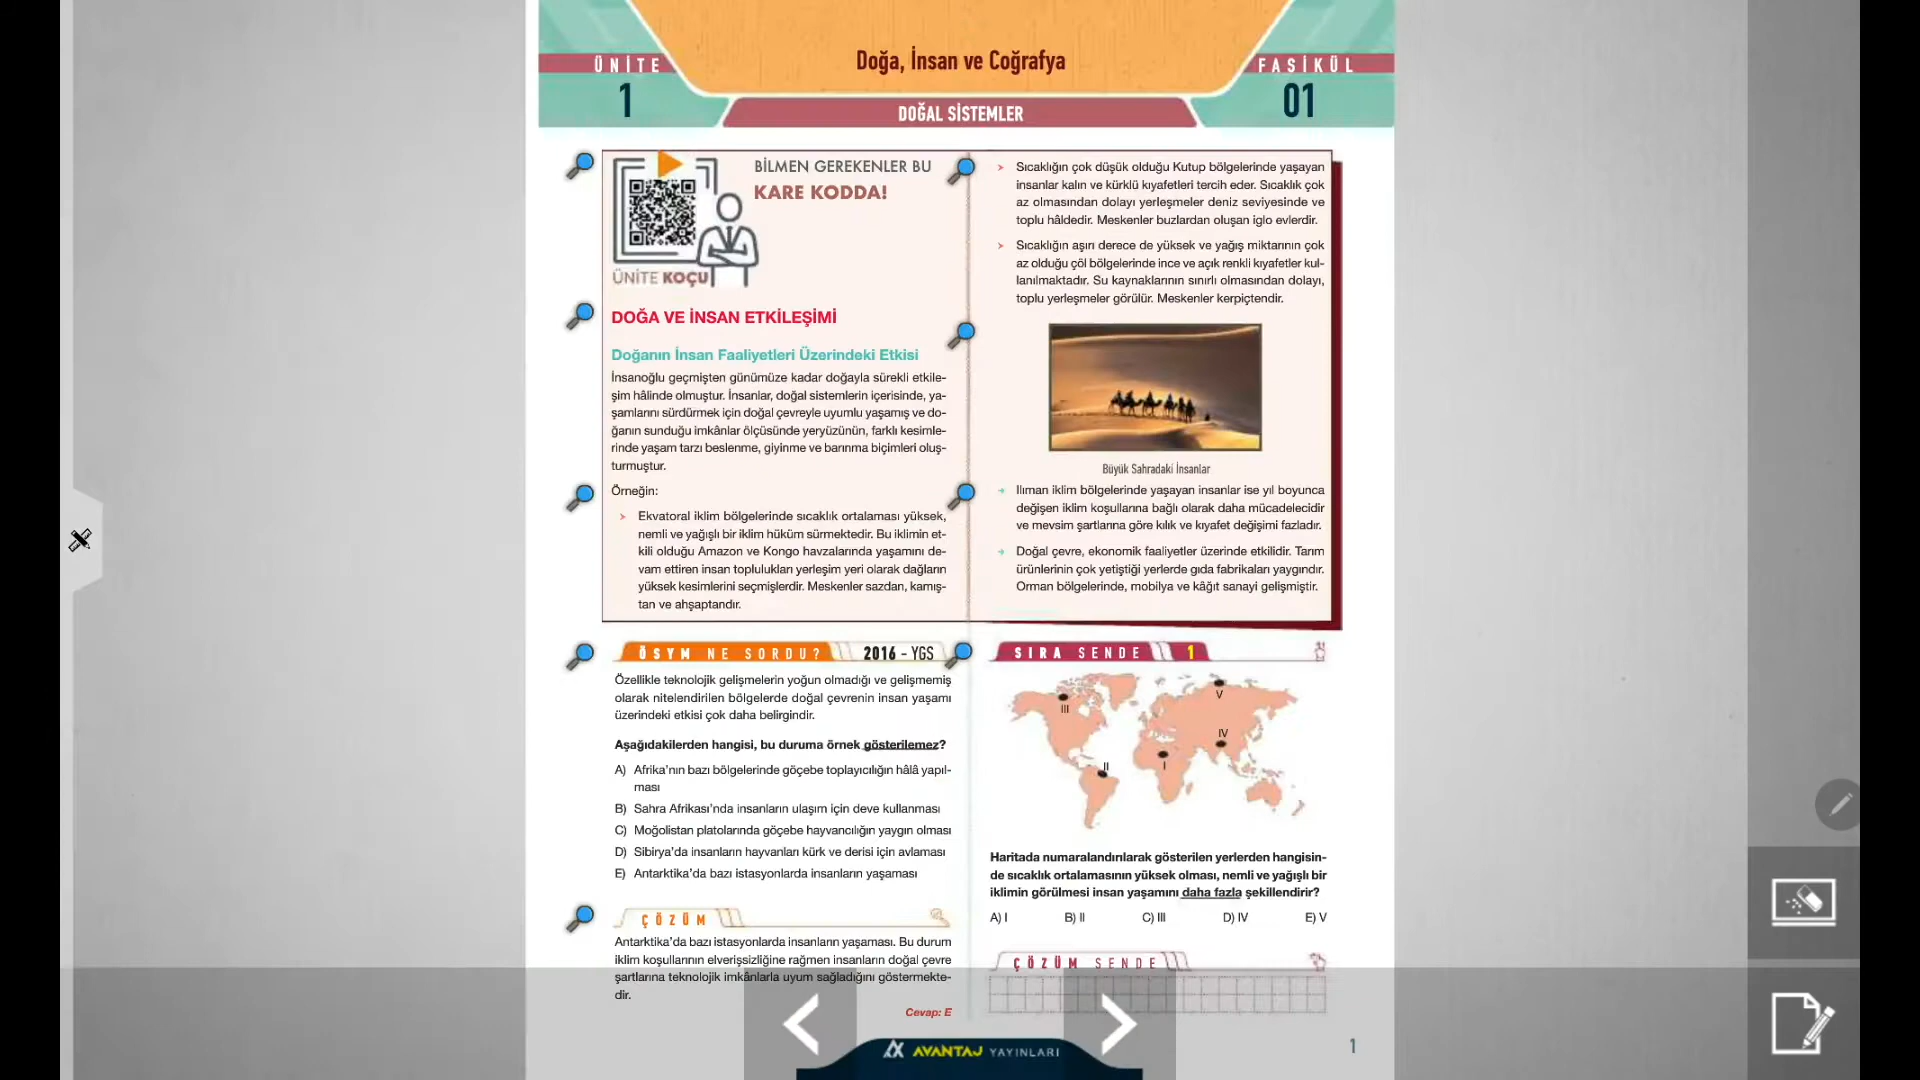 ÜNİTE
1
Doğa, İnsan ve Coğrafya
DOĞAL SİSTEMLER
FASİKÜL
01
BİLMEN GEREKENLER BU
KARE KODDA!
ÜNİTE KOÇU
DOĞA VE İNSAN ETKİLEŞİMİ
Doğanın İnsan Faaliyetleri Üzerindeki Etkisi
İnsanoğlu geçmişten günümüze kadar doğayla sürekli etkile-
şim hâlinde olmuştur. İnsanlar, doğal sistemlerin içerisinde, ya-
şamlarını sürdürmek için doğal çevreyle uyumlu yaşamış ve do-
ğanın sunduğu imkânlar ölçüsünde yeryüzünün, farklı kesimle-
rinde yaşam tarzı beslenme, giyinme ve barınma biçimleri oluş-
turmuştur.
Örneğin:
Ekvatoral iklim bölgelerinde sıcaklık ortalaması yüksek,
nemli ve yağışlı bir iklim hüküm sürmektedir. Bu iklimin et-
kili olduğu Amazon ve Kongo havzalarında yaşamını de-
vam ettiren insan toplulukları yerleşim yeri olarak dağların
yüksek kesimlerini seçmişlerdir. Meskenler sazdan, kamış-
tan ve ahşaptandır.
Sıcaklığın çok düşük olduğu Kutup bölgelerinde yaşayan
insanlar kalın ve kürklü kıyafetleri tercih eder. Sıcaklık çok
az olmasından dolayı yerleşmeler deniz seviyesinde ve
toplu hâldedir. Meskenler buzlardan oluşan iglo evlerdir.
Sıcaklığın aşırı derece de yüksek ve yağış miktarının çok
az olduğu çöl bölgelerinde ince ve açık renkli kıyafetler kul-
lanılmaktadır. Su kaynaklarının sınırlı olmasından dolayı,
toplu yerleşmeler görülür. Meskenler kerpiçtendir.
Büyük Sahradaki İnsanlar
Ilıman iklim bölgelerinde yaşayan insanlar ise yıl boyunca
değişen iklim koşullarına bağlı olarak daha mücadelecidir
ve mevsim şartlarına göre kılık ve kıyafet değişimi fazladır.
Doğal çevre, ekonomik faaliyetler üzerinde etkilidir. Tarım
ürünlerinin çok yetiştiği yerlerde gıda fabrikaları yaygındır.
Orman bölgelerinde, mobilya ve kâğıt sanayi gelişmiştir.
ÖSYM NE SORDU? 2016 - YGS
Özellikle teknolojik gelişmelerin yoğun olmadığı ve gelişmemiş
olarak nitelendirilen bölgelerde doğal çevrenin insan yaşamı
üzerindeki etkisi çok daha belirgindir.
Aşağıdakilerden hangisi, bu duruma örnek gösterilemez?
A) Afrika'nın bazı bölgelerinde göçebe toplayıcılığın hâlâ yapıl-
ması
B) Sahra Afrikası'nda insanların ulaşım için deve kullanması
C) Moğolistan platolarında göçebe hayvancılığın yaygın olması
D) Sibirya'da insanların hayvanları kürk ve derisi için avlaması
E) Antarktika'da bazı istasyonlarda insanların yaşaması
ÇÖZÜM
Antarktika'da bazı istasyonlarda insanların yaşaması. Bu durum
iklim koşullarının elverişsizliğine rağmen insanların doğal çevre
şartlarına teknolojik imkânlarla uyum sağladığını göstermekte-
dir.
Cevap: E
SIRA SENDE 1
V
III
IV
II
I
Haritada numaralandırılarak gösterilen yerlerden hangisin-
de sıcaklık ortalamasının yüksek olması, nemli ve yağışlı bir
iklimin görülmesi insan yaşamını daha fazla şekillendirir?
A) I B) II C) III D) IV E) V
ÇÖZÜM SENDE
AVANTAJ YAYINLARI
1